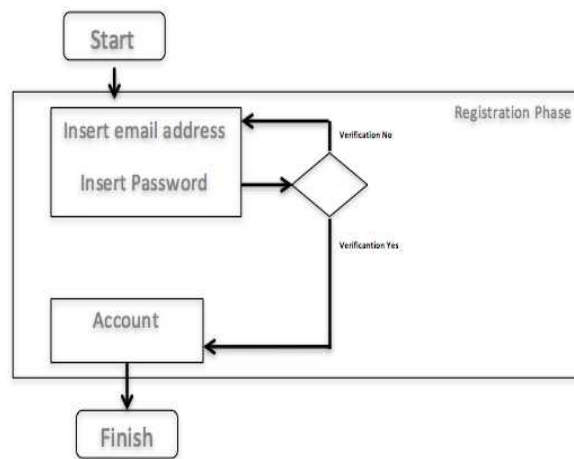 Start
Registration Phase
Insert email address
Verification No
Insert Password
Verificantion Yes
Account
Finish